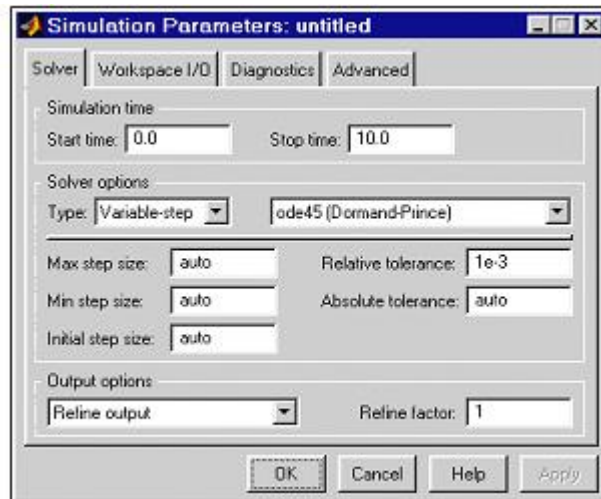 Simulation Parameters: untitled
Solver Workspace I/O Diagnostics Advanced
Simulation time
Start time: 0.0 Stop time: 10.0
Solver options
Type: Variable-step ode45 (Dormand-Prince)
Max step size: auto Relative tolerance: 1e-3
Min step size: auto Absolute tolerance: auto
Initial step size: auto
Output options
Refine output Refine factor: 1
OK Cancel Help Apply